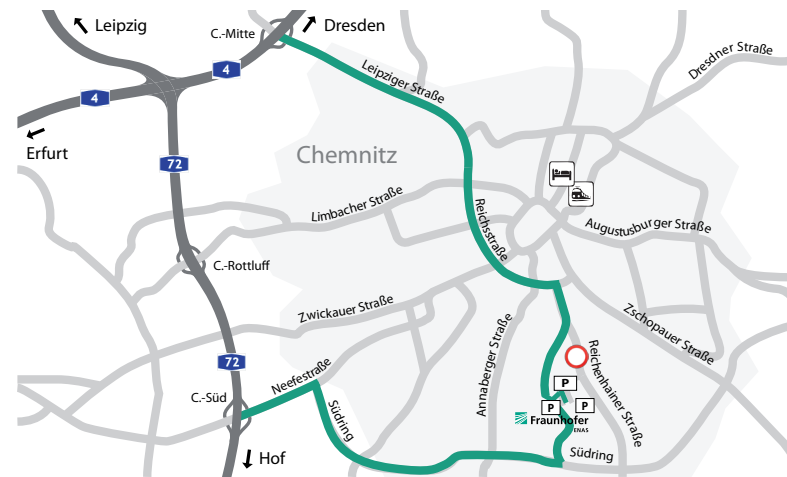 Leipzig
C.-Mitte
Dresden
Dresdner Straße
Leipziger Straße
4
4
Erfurt
72
Chemnitz
Limbacher Straße
Reichsstraße
Augustusburger Straße
C.-Rottluff
Zwickauer Straße
Zschopauer Straße
Annaberger Straße
Reichenhainer Straße
72
Neefestraße
C.-Süd
Südring
P
P
P
Fraunhofer
ENAS
Südring
Hof